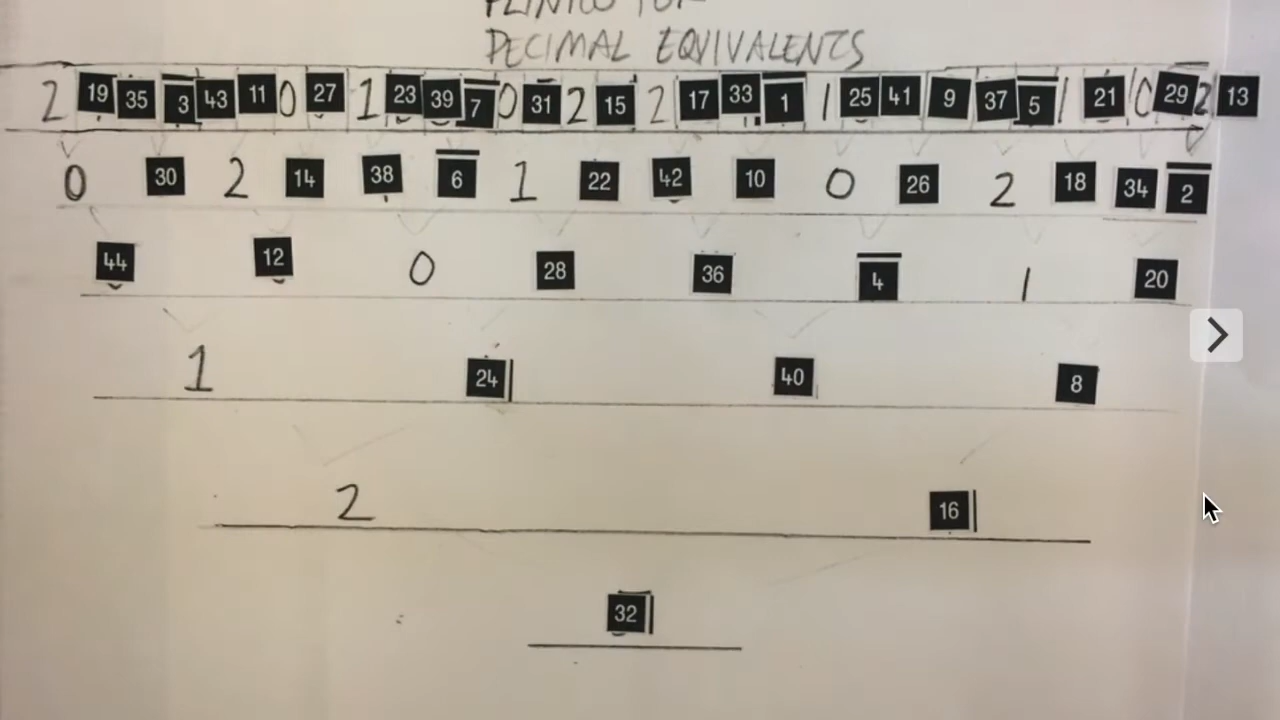 DECIMAL EQUIVALENTS
2 19 35 3 43 11 0 27 1 23 39 7 0 31 2 15 2 17 33 1 1 25 41 9 37 5 1 21 0 29 2 13
0 30 2 14 38 6 1 22 42 10 0 26 2 18 34 2
44 12 0 28 36 4 1 20
1 24 40 8
2 16
32